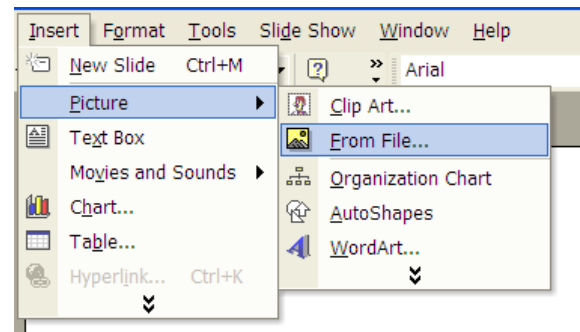 Insert Format Tools Slide Show Window Help
New Slide Ctrl+M
Arial
Picture
Clip Art...
Text Box
From File...
Movies and Sounds
Organization Chart
Chart...
AutoShapes
Table...
WordArt...
Hyperlink... Ctrl+K